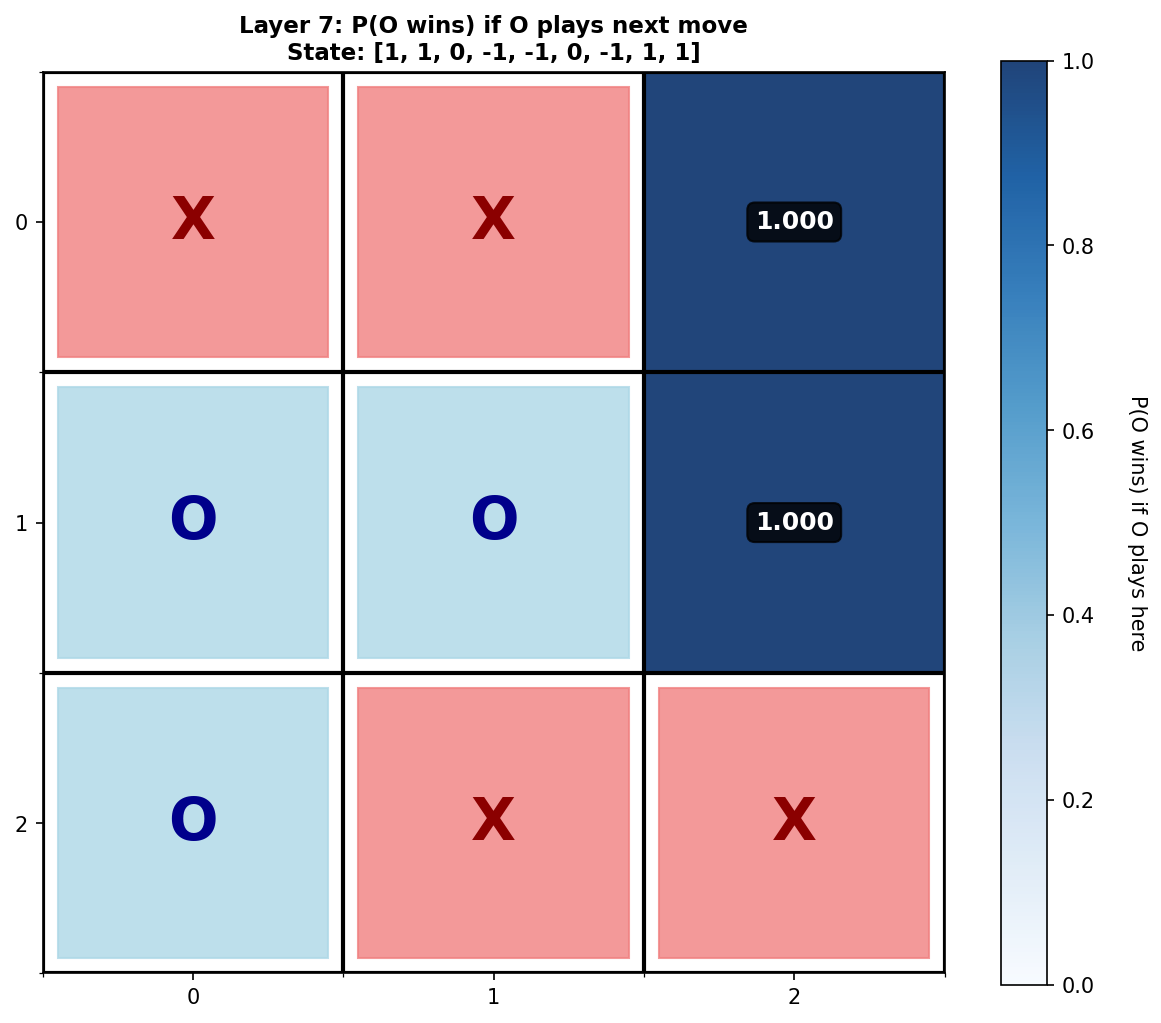 Layer 7: P(O wins) if O plays next move
State: [1, 1, 0, -1, -1, 0, -1, 1, 1]
0
X
X
1.000
1
O
O
1.000
2
O
X
X
0
1
2
1.0
0.8
0.6
0.4
0.2
0.0
P(O wins) if O plays here